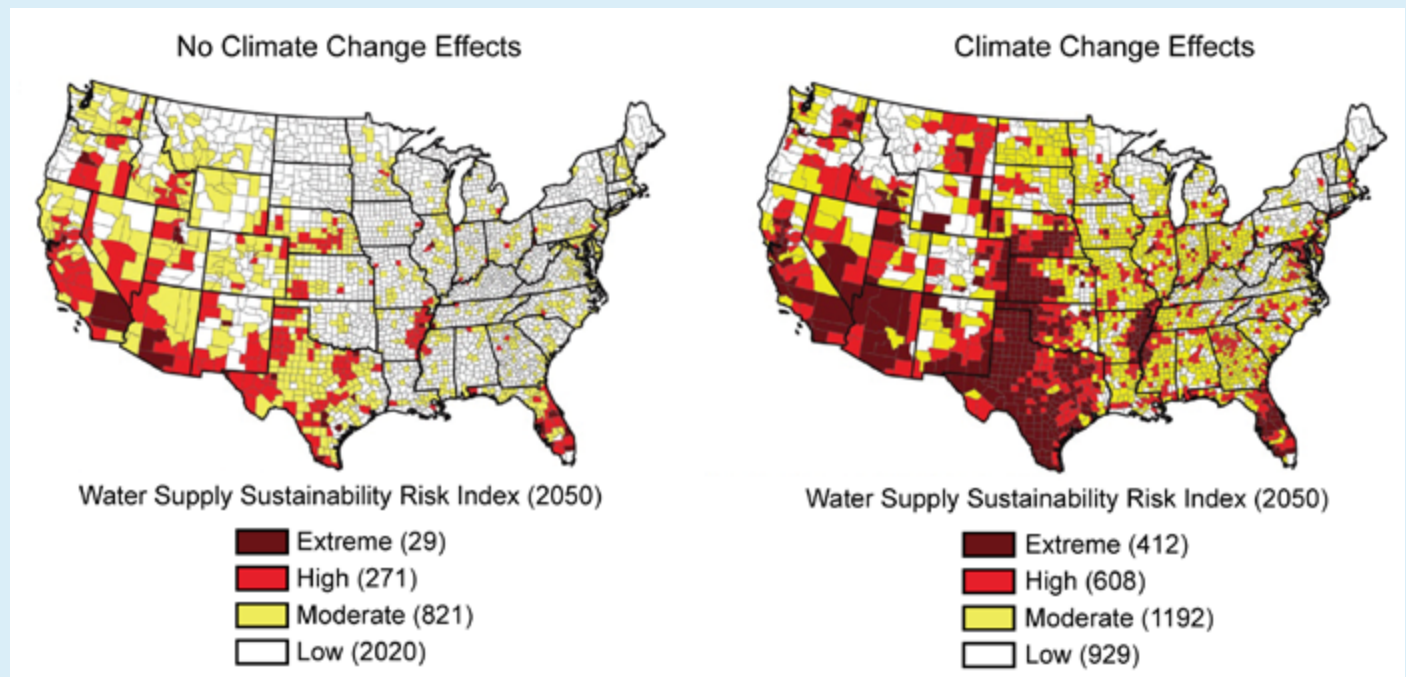 No Climate Change Effects
Climate Change Effects
Water Supply Sustainability Risk Index (2050)
Extreme (29)
High (271)
Moderate (821)
Low (2020)
Water Supply Sustainability Risk Index (2050)
Extreme (412)
High (608)
Moderate (1192)
Low (929)